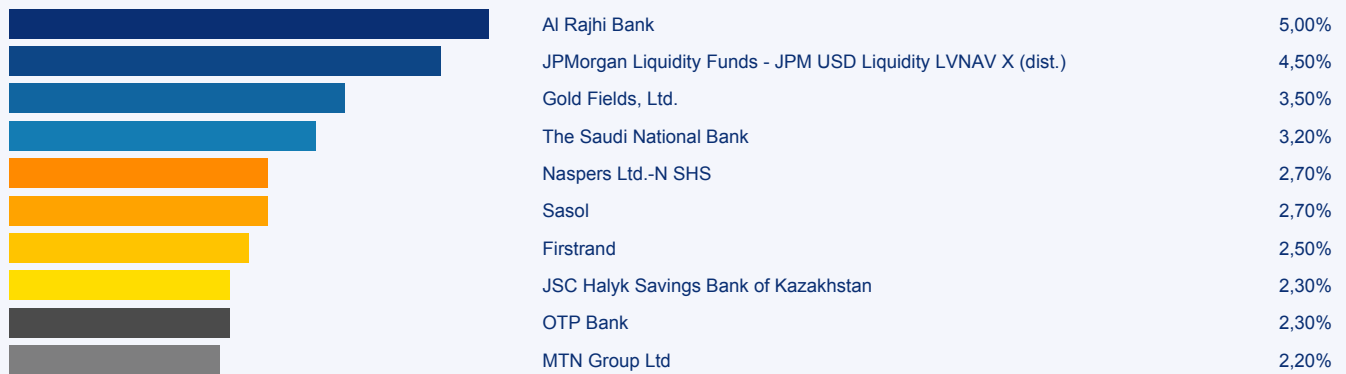 Al Rajhi Bank 5,00%
JPMorgan Liquidity Funds - JPM USD Liquidity LVNAV X (dist.) 4,50%
Gold Fields, Ltd. 3,50%
The Saudi National Bank 3,20%
Naspers Ltd.-N SHS 2,70%
Sasol 2,70%
Firstrand 2,50%
JSC Halyk Savings Bank of Kazakhstan 2,30%
OTP Bank 2,30%
MTN Group Ltd 2,20%